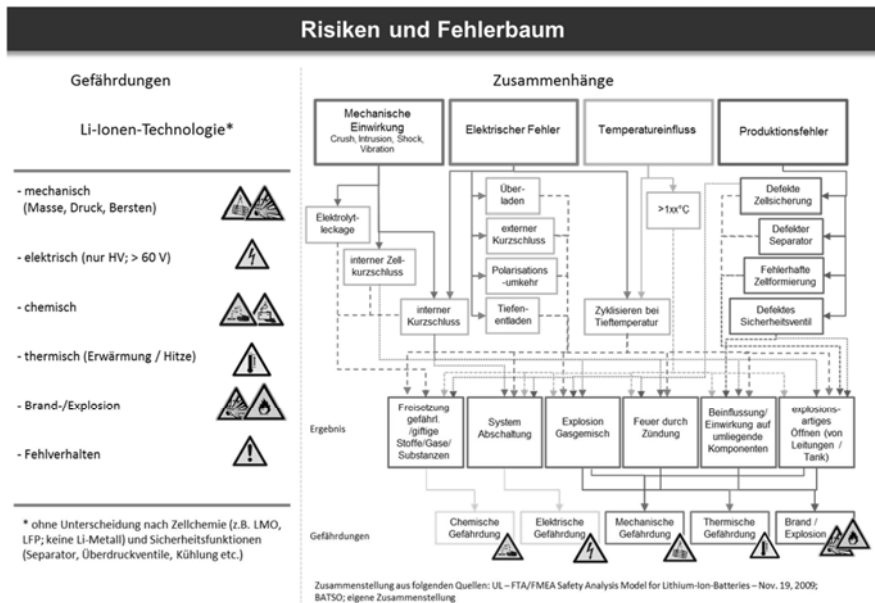 Risiken und Fehlerbaum
Gefährdungen
Li-Ionen-Technologie*
- mechanisch
(Masse, Druck, Bersten)
- elektrisch (nur HV; > 60 V)
- chemisch
- thermisch (Erwärmung / Hitze)
- Brand-/Explosion
- Fehlverhalten
* ohne Unterscheidung nach Zellchemie (z.B. LMO,
LFP; keine Li-Metall) und Sicherheitsfunktionen
(Separator, Überdruckventile, Kühlung etc.)
Zusammenhänge
Mechanische
Einwirkung
Crush, Intrusion, Shock,
Vibration
Elektrischer Fehler
Temperatureinfluss
Produktionsfehler
Elektrolyt-
leckage
interner Zell-
kurzschluss
interner
Kurzschluss
Über-
laden
externer
Kurzschluss
Polarisations
-umkehr
Tiefen-
entladen
>1xx°C
Zyklisieren bei
Tieftemperatur
Defekte
Zellsicherung
Defekter
Separator
Fehlerhafte
Zellformierung
Defektes
Sicherheitsventil
Ergebnis
Freisetzung
gefährl.
/giftige
Stoffe/Gase/
Substanzen
System
Abschaltung
Explosion
Gasgemisch
Feuer durch
Zündung
Beinflussung/
Einwirkung auf
umliegende
Komponenten
explosions-
artiges
Öffnen (von
Leitungen /
Tank)
Gefährdungen
Chemische
Gefährdung
Elektrische
Gefährdung
Mechanische
Gefährdung
Thermische
Gefährdung
Brand /
Explosion
Zusammenstellung aus folgenden Quellen: UL – FTA/FMEA Safety Analysis Model for Lithium-Ion-Batteries – Nov. 19, 2009;
BATSO; eigene Zusammenstellung